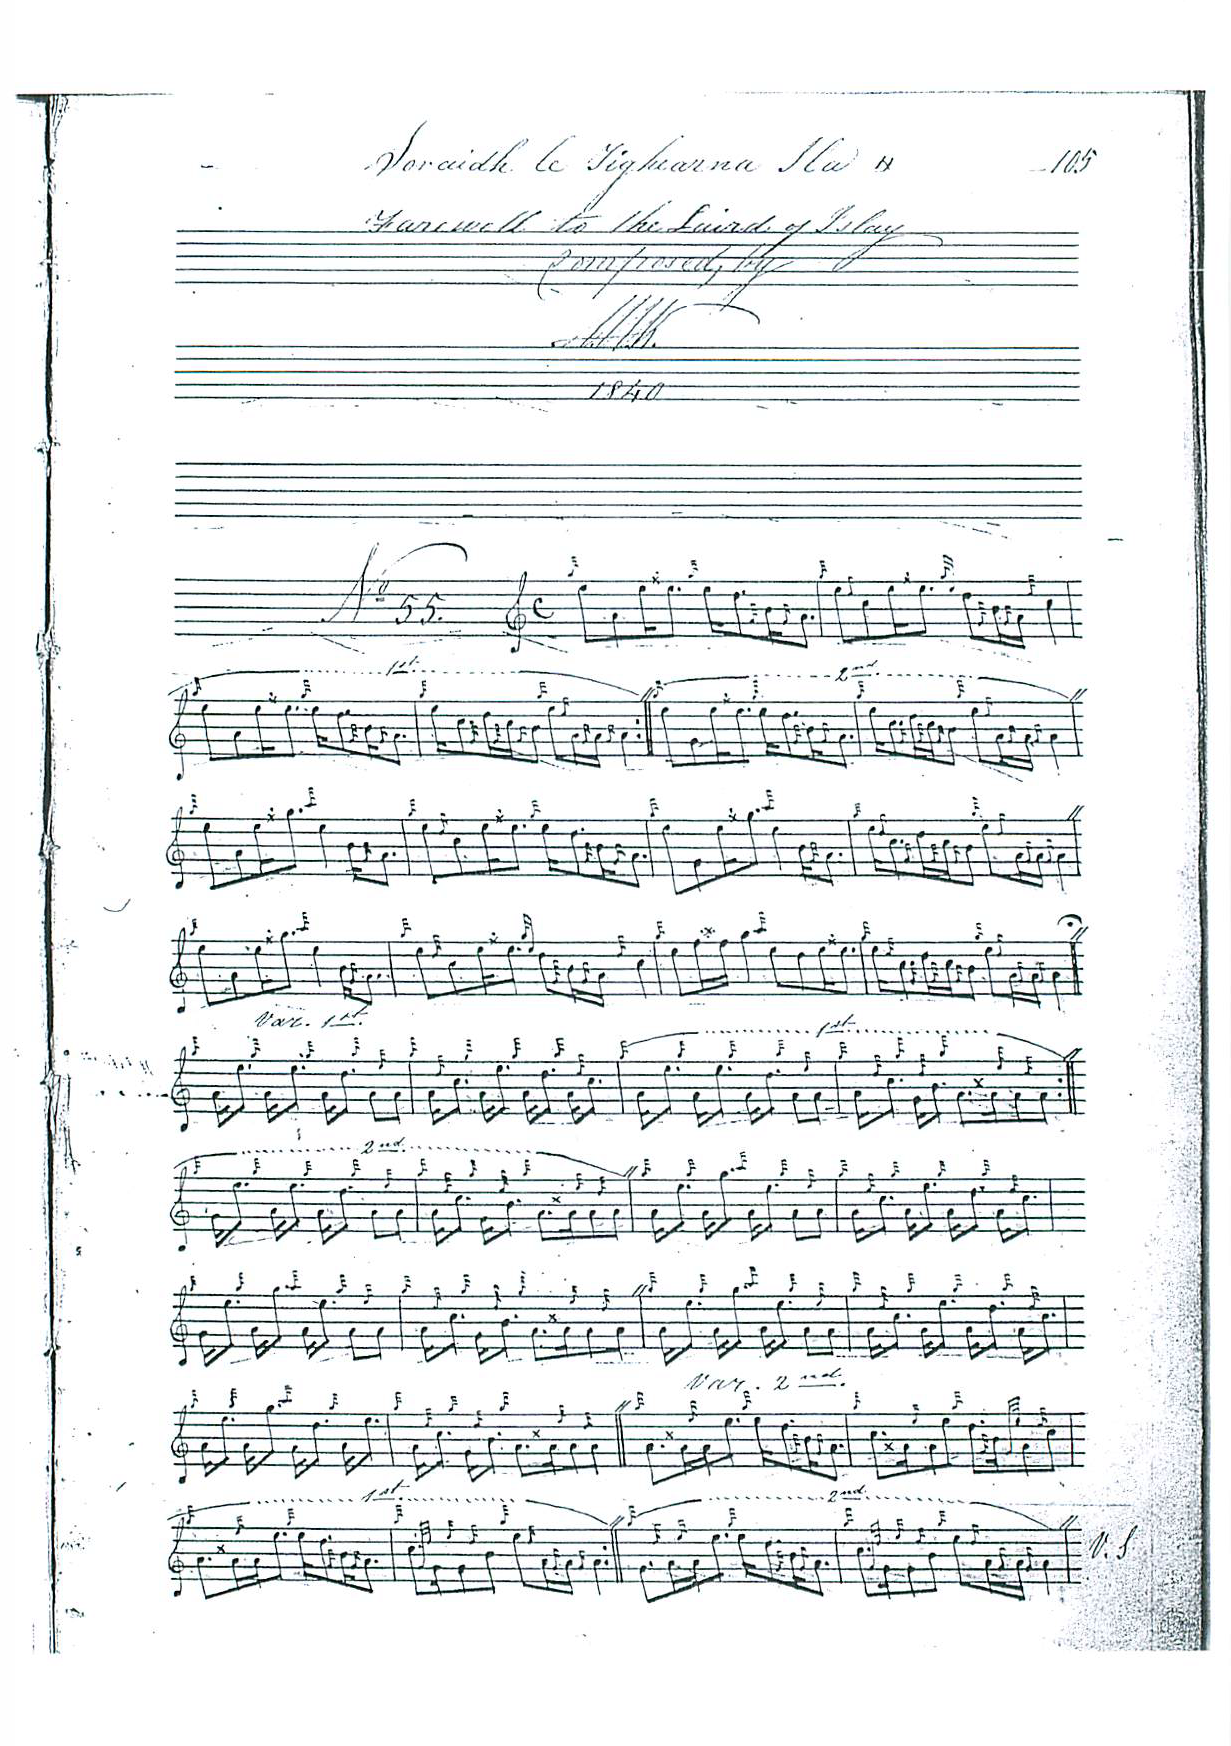 Soraidh le Tighearna Ila
105
Farewell to the Laird of Islay
Composed, by
1840
No 55.
1st
2nd
Var. 1st
1st
2nd
Var. 2nd.
1st
2nd
V. S